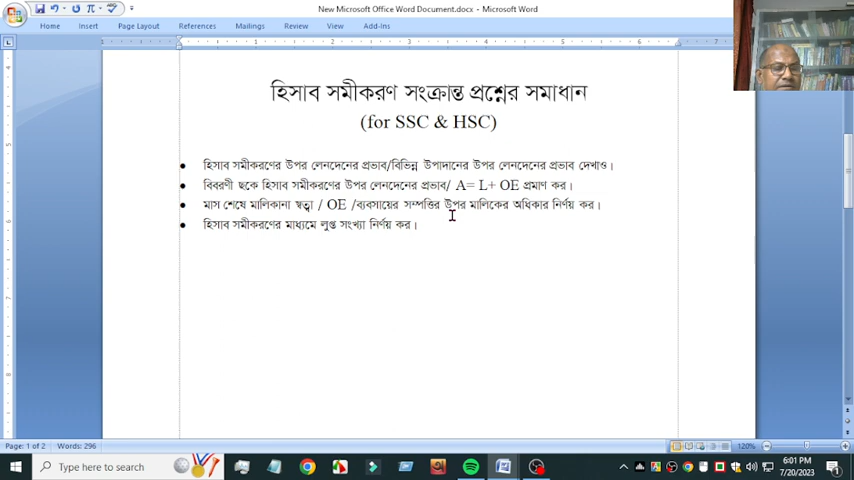 New Microsoft Office Word Document.docx - Microsoft Word
Home Insert Page Layout References Mailings Review View Add-Ins
হিসাব সমীকরণ সংক্রান্ত প্রশ্নের সমাধান
(for SSC & HSC)
হিসাব সমীকরণের উপর লেনদেনের প্রভাব/বিভিন্ন উপাদানের উপর লেনদেনের প্রভাব দেখাও।
বিবরণী ছকে হিসাব সমীকরণের উপর লেনদেনের প্রভাব/ A= L+ OE প্রমাণ কর।
মাস শেষে মালিকানা স্বত্বা / OE /ব্যবসায়ের সম্পত্তির উপর মালিকের অধিকার নির্ণয় কর।
হিসাব সমীকরণের মাধ্যমে লুপ্ত সংখ্যা নির্ণয় কর।
Page: 1 of 2 Words: 296 120%
Type here to search 6:01 PM
7/20/2023